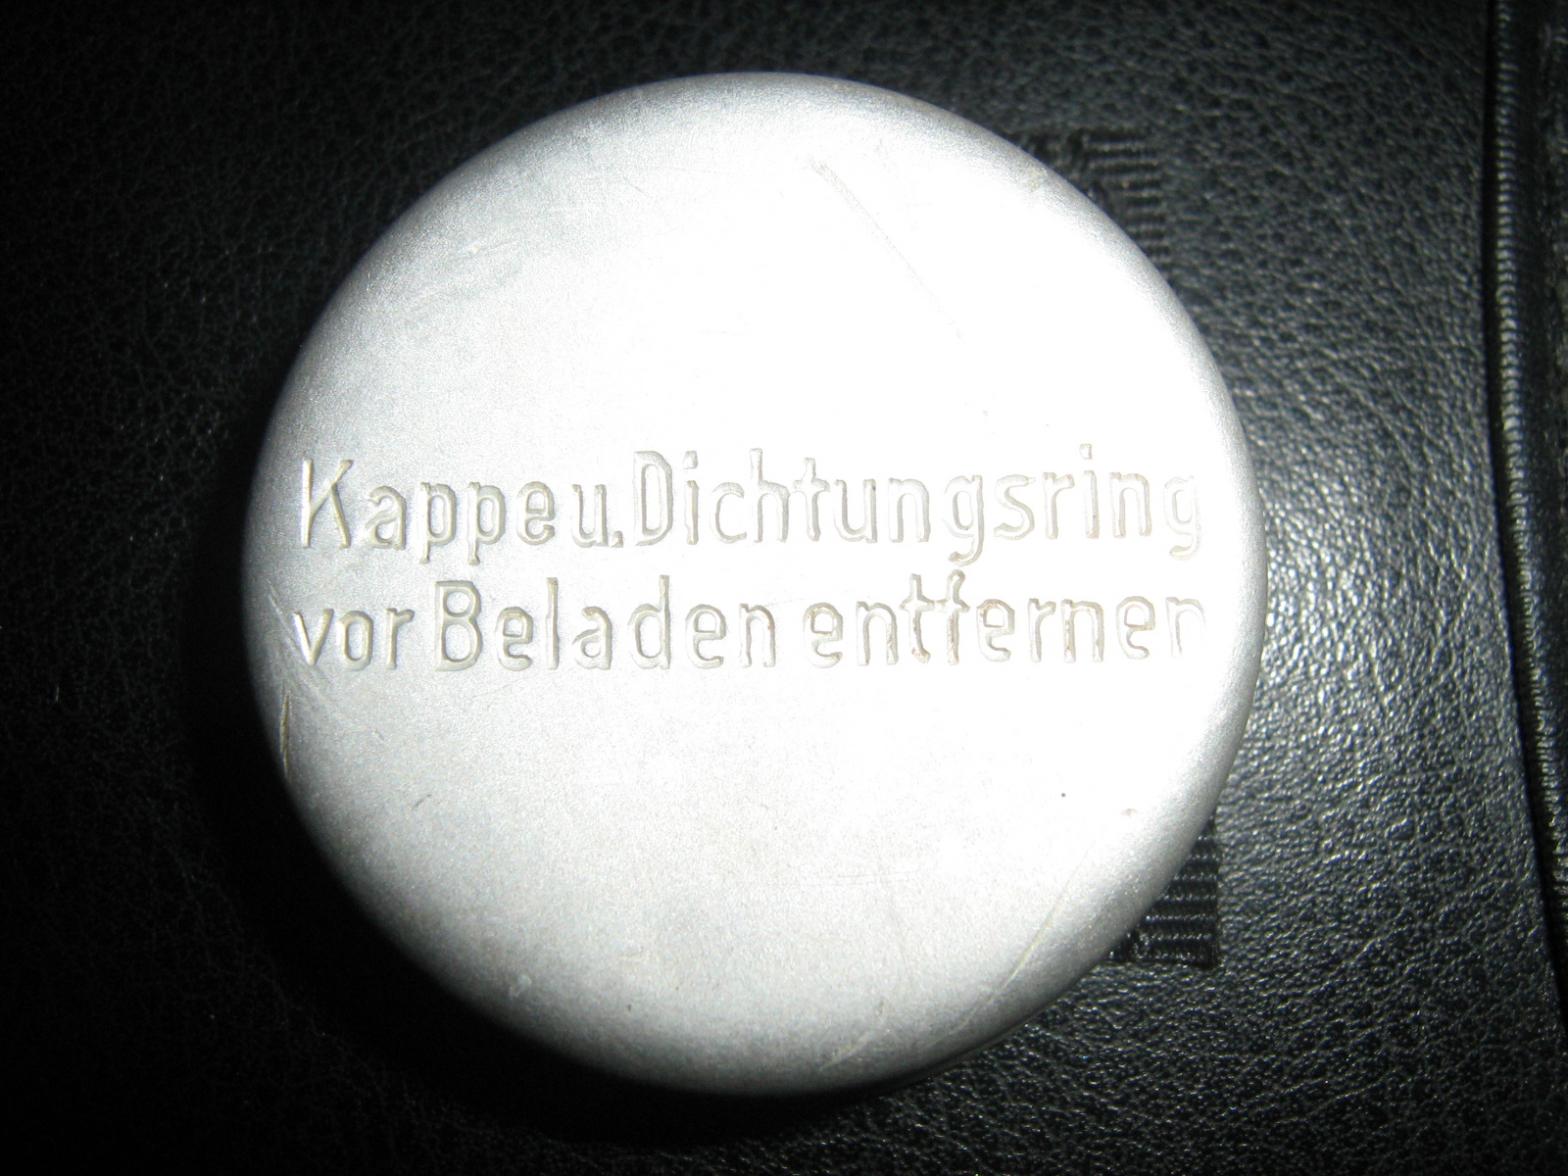 Kappe u. Dichtungsring
vor Beladen entfernen